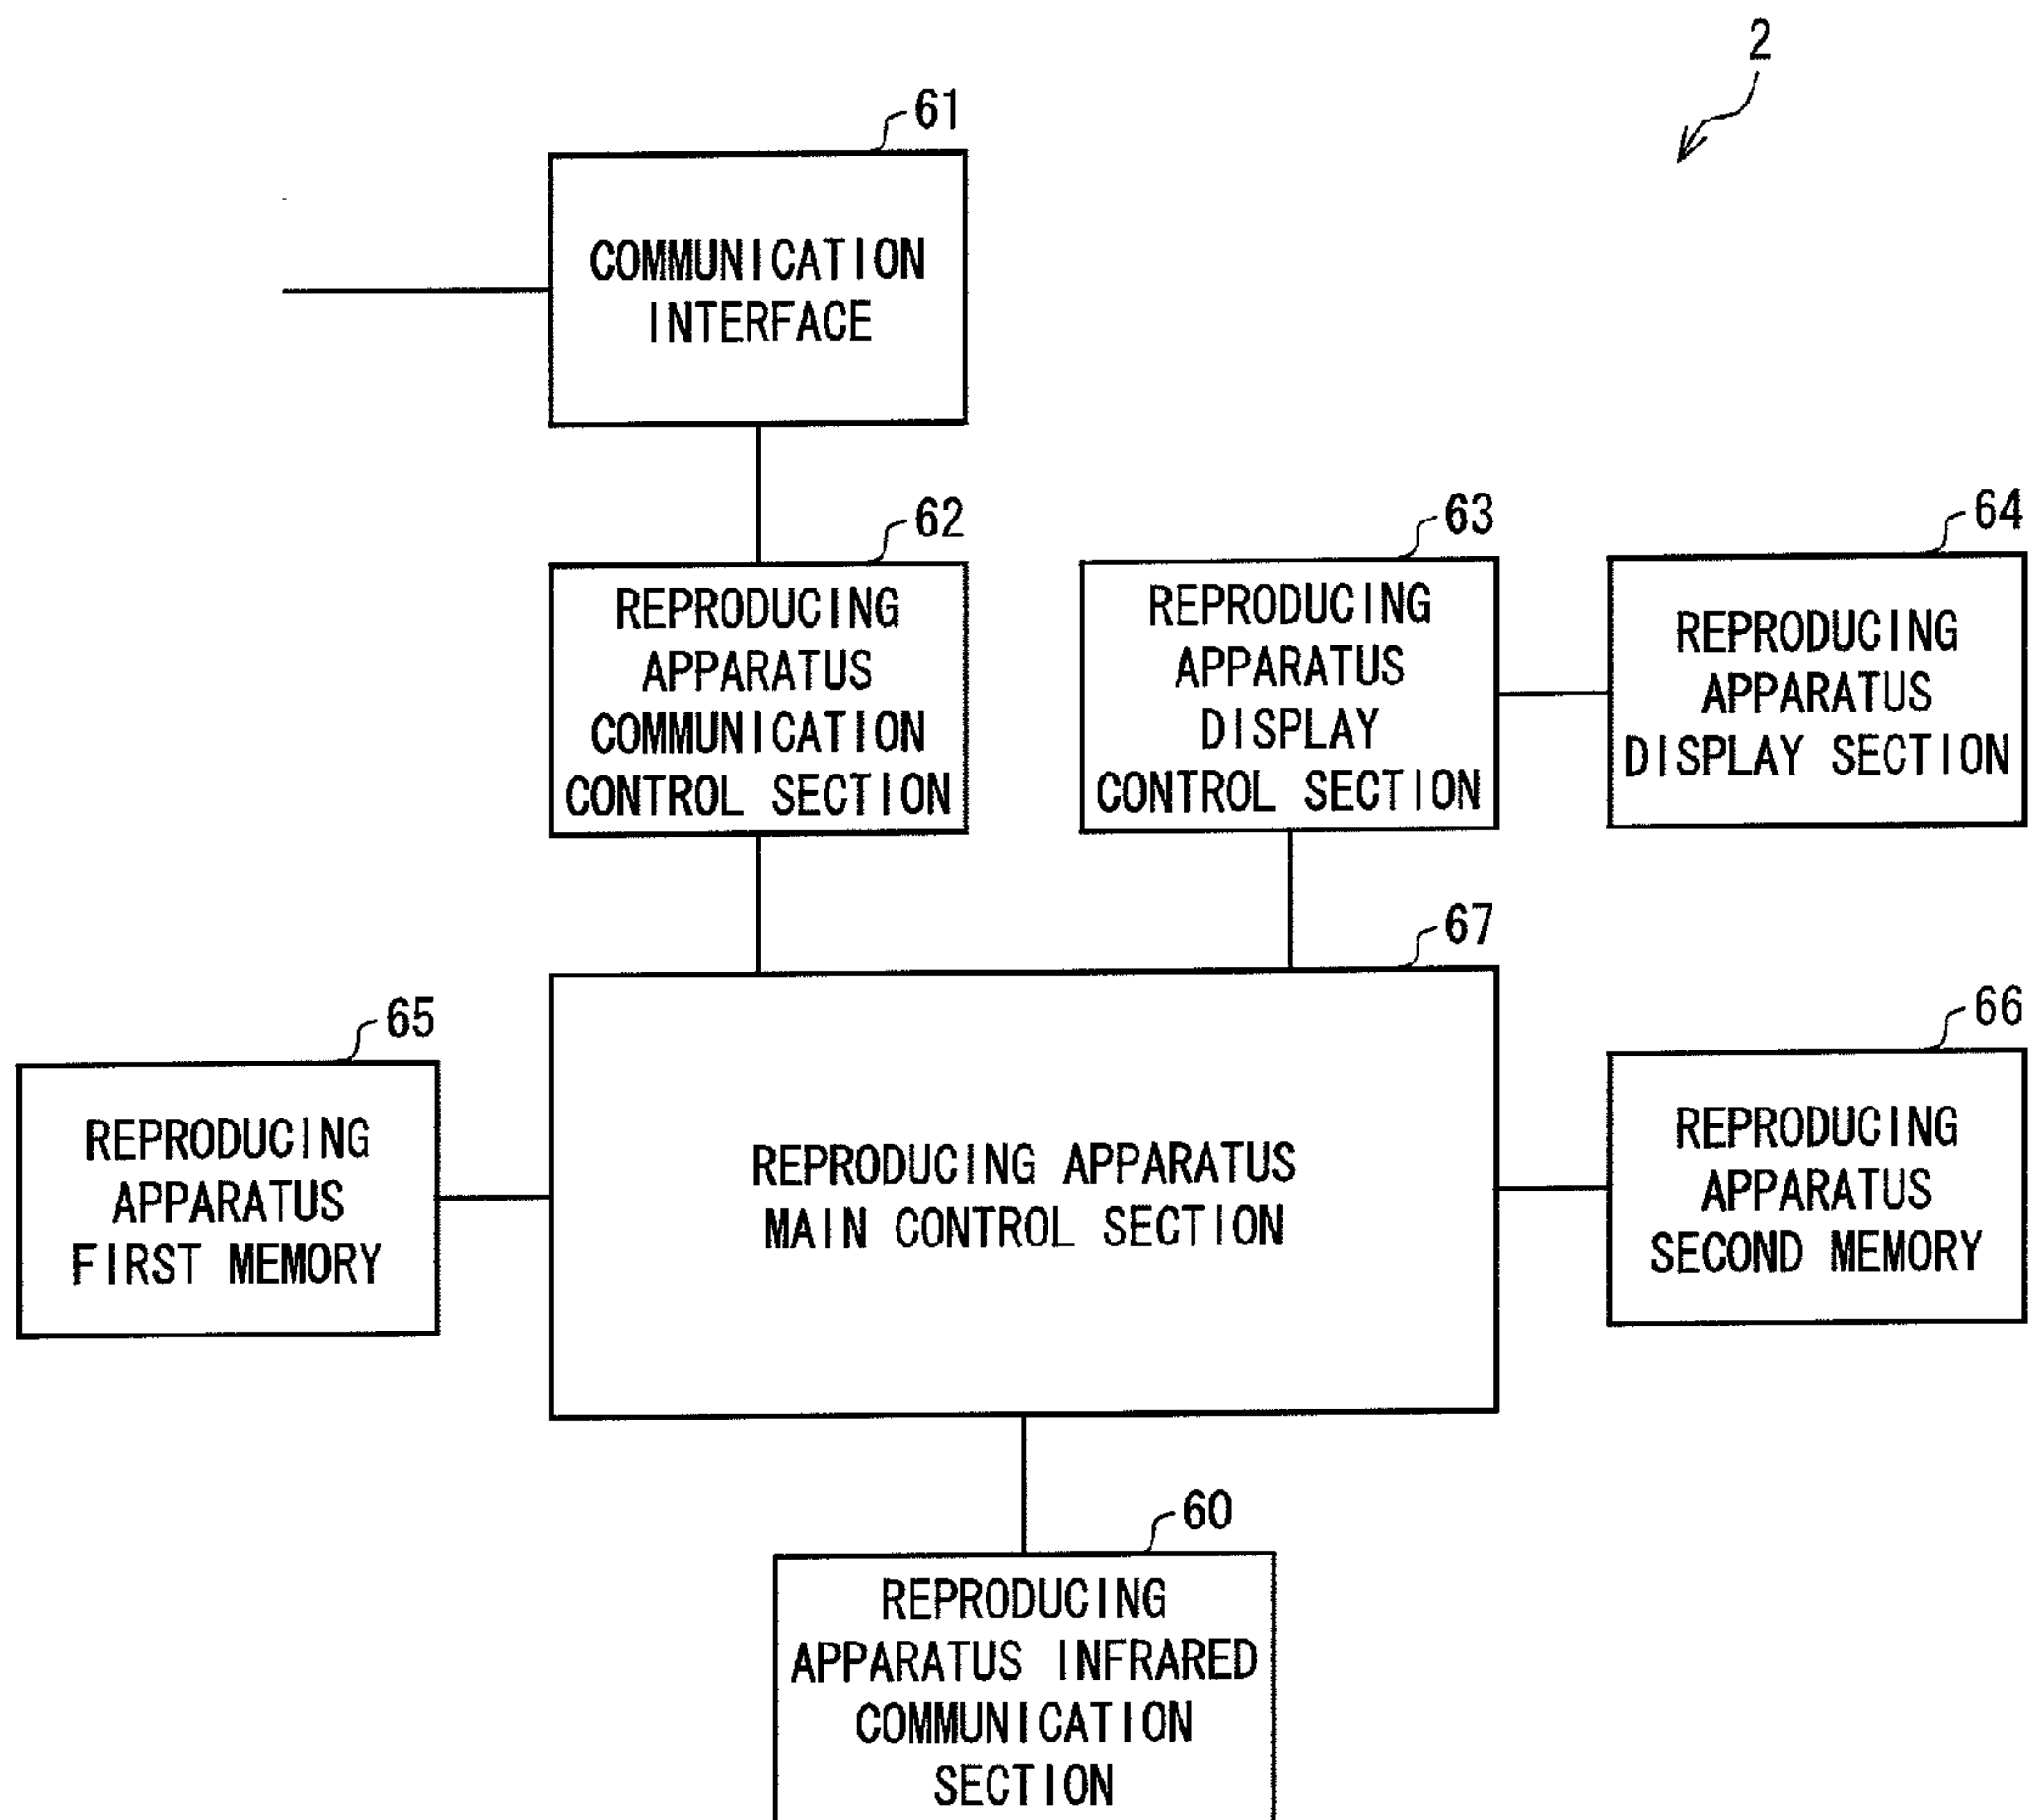 2
61
COMMUNICATION
INTERFACE
62
REPRODUCING
APPARATUS
COMMUNICATION
CONTROL SECTION
63
REPRODUCING
APPARATUS
DISPLAY
CONTROL SECTION
64
REPRODUCING
APPARATUS
DISPLAY SECTION
65
REPRODUCING
APPARATUS
FIRST MEMORY
67
REPRODUCING APPARATUS
MAIN CONTROL SECTION
66
REPRODUCING
APPARATUS
SECOND MEMORY
60
REPRODUCING
APPARATUS INFRARED
COMMUNICATION
SECTION